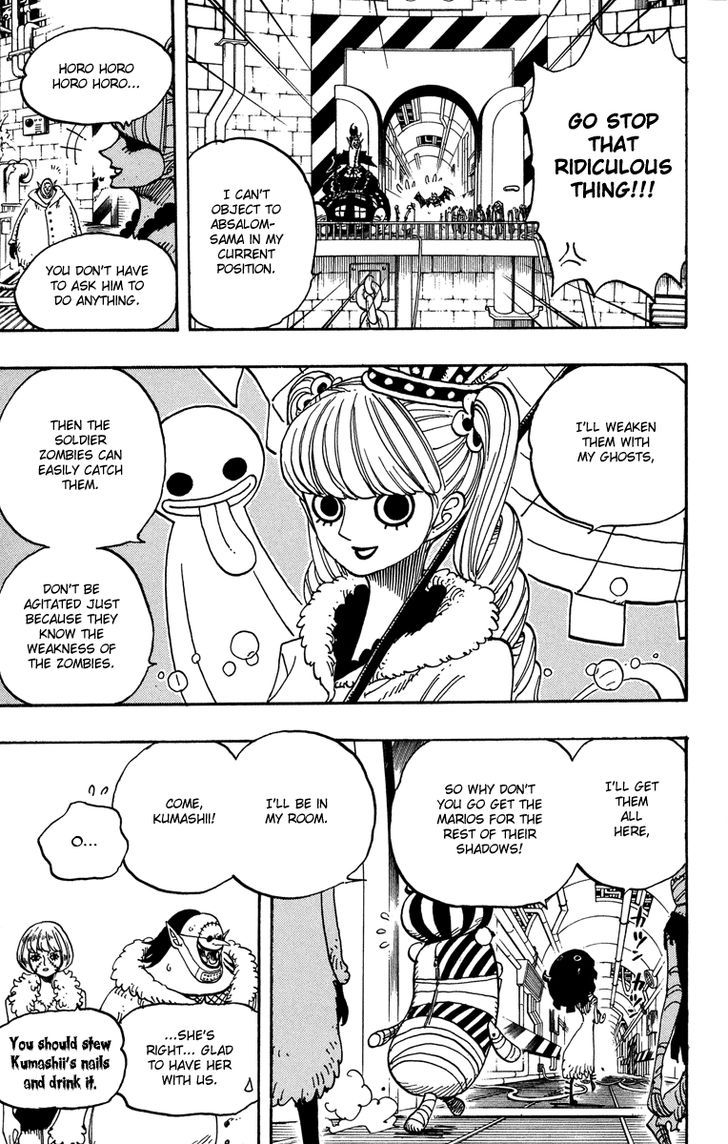 GO STOP
THAT
RIDICULOUS
THING!!!
I CAN'T
OBJECT TO
ABSALOM-
SAMA IN MY
CURRENT
POSITION.
HORO HORO
HORO HORO...
YOU DON'T HAVE
TO ASK HIM TO
DO ANYTHING.
I'LL WEAKEN
THEM WITH
MY GHOSTS,
THEN THE
SOLDIER
ZOMBIES CAN
EASILY CATCH
THEM.
DON'T BE
AGITATED JUST
BECAUSE THEY
KNOW THE
WEAKNESS
OF THE ZOMBIES.
I'LL GET
THEM
ALL
HERE,
SO WHY DON'T
YOU GO GET THE
MARIOS FOR THE
REST OF THEIR
SHADOWS!
I'LL BE IN
MY ROOM.
COME,
KUMASHII!
O...
...SHE'S
RIGHT... GLAD
TO HAVE HER
WITH US.
You should stew
Kumashii's nails
and drink it.